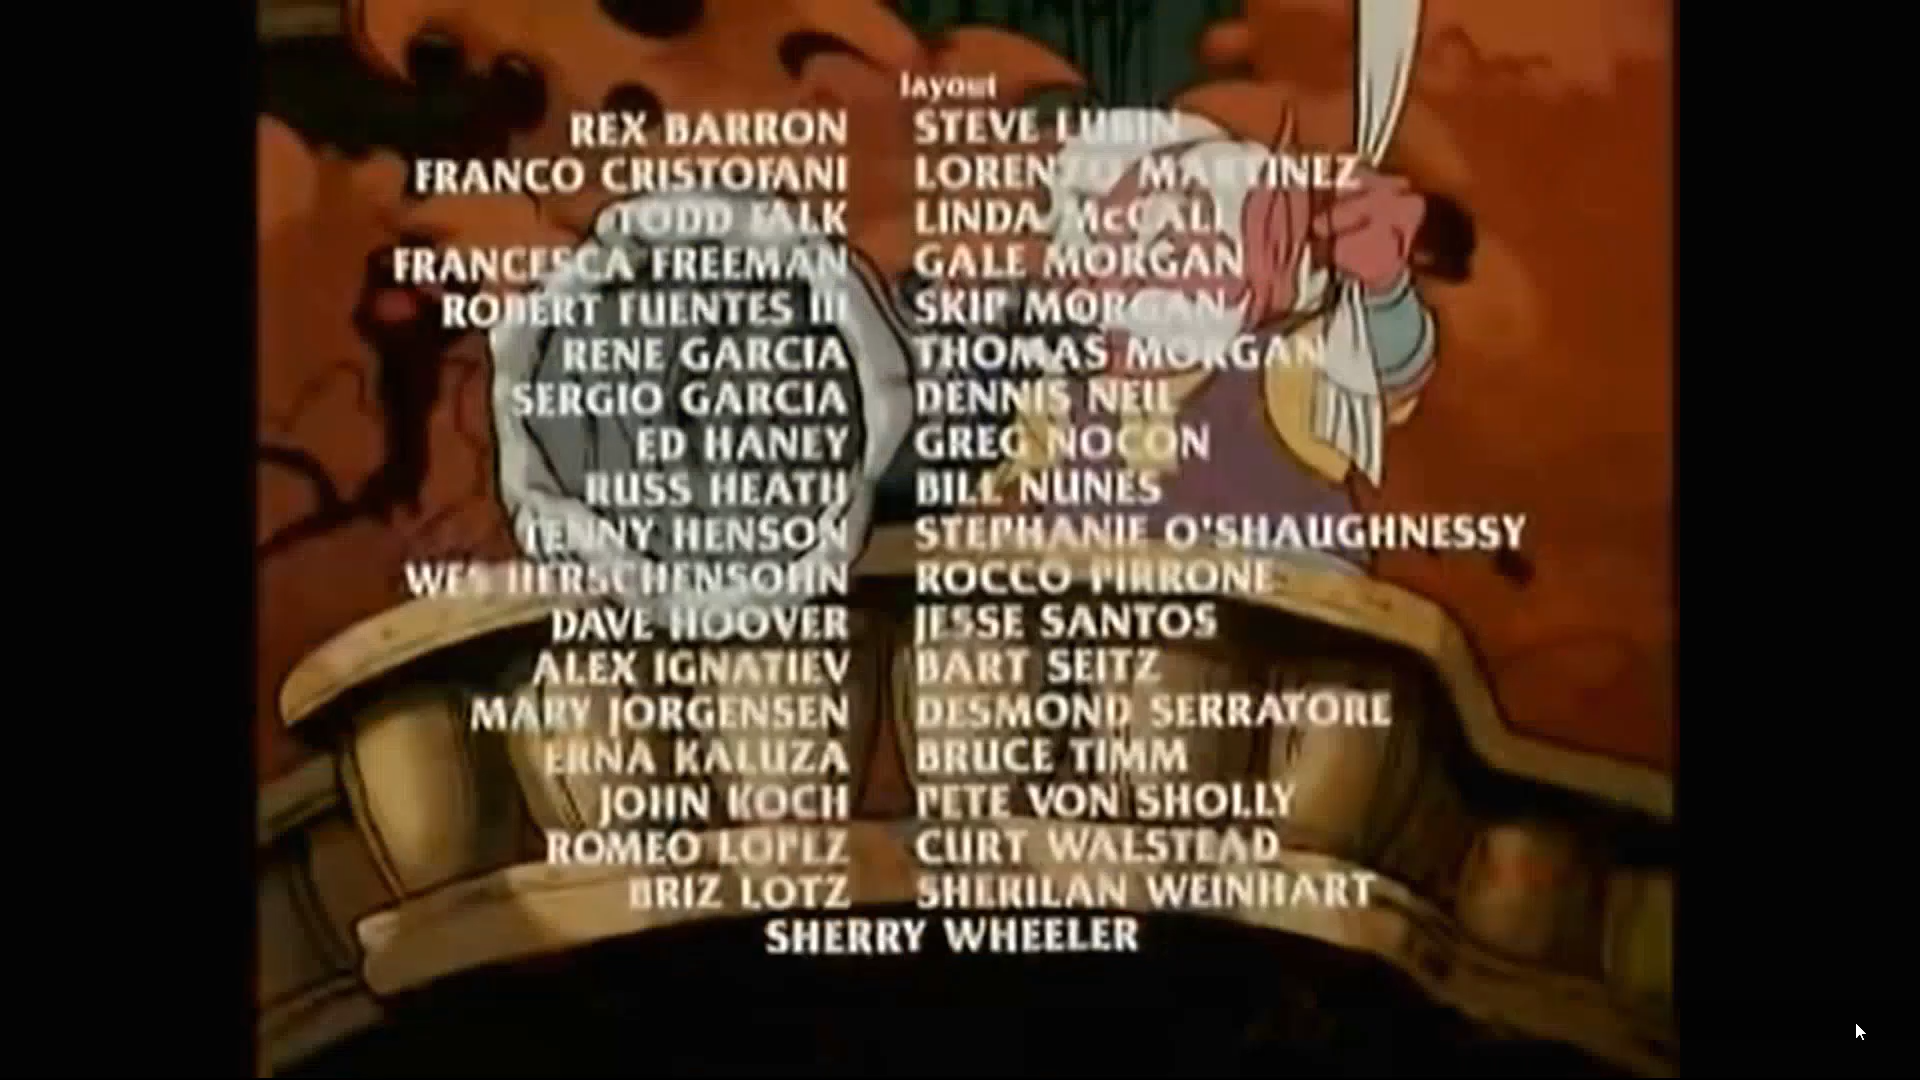 layout
REX BARRON STEVE LUBIN
FRANCO CRISTOFANI LORENZO MARTINEZ
TODD FALK LINDA McCALL
FRANCESCA FREEMAN GALE MORGAN
ROBERT FUENTES III SKIP MORGAN
RENE GARCIA THOMAS MORGAN
SERGIO GARCIA DENNIS NEIL
ED HANEY GREG NOCON
RUSS HEATH BILL NUNES
TENNY HENSON STEPHANIE O'SHAUGHNESSY
WES HERSCHENSOHN ROCCO PIRRONE
DAVE HOOVER JESSE SANTOS
ALEX IGNATIEV BART SEITZ
MARY JORGENSEN DESMOND SERRATORE
ERNA KALUZA BRUCE TIMM
JOHN KOCH PETE VON SHOLLY
ROMEO LOPEZ CURT WALSTEAD
BRIZ LOTZ SHERILAN WEINHART
SHERRY WHEELER